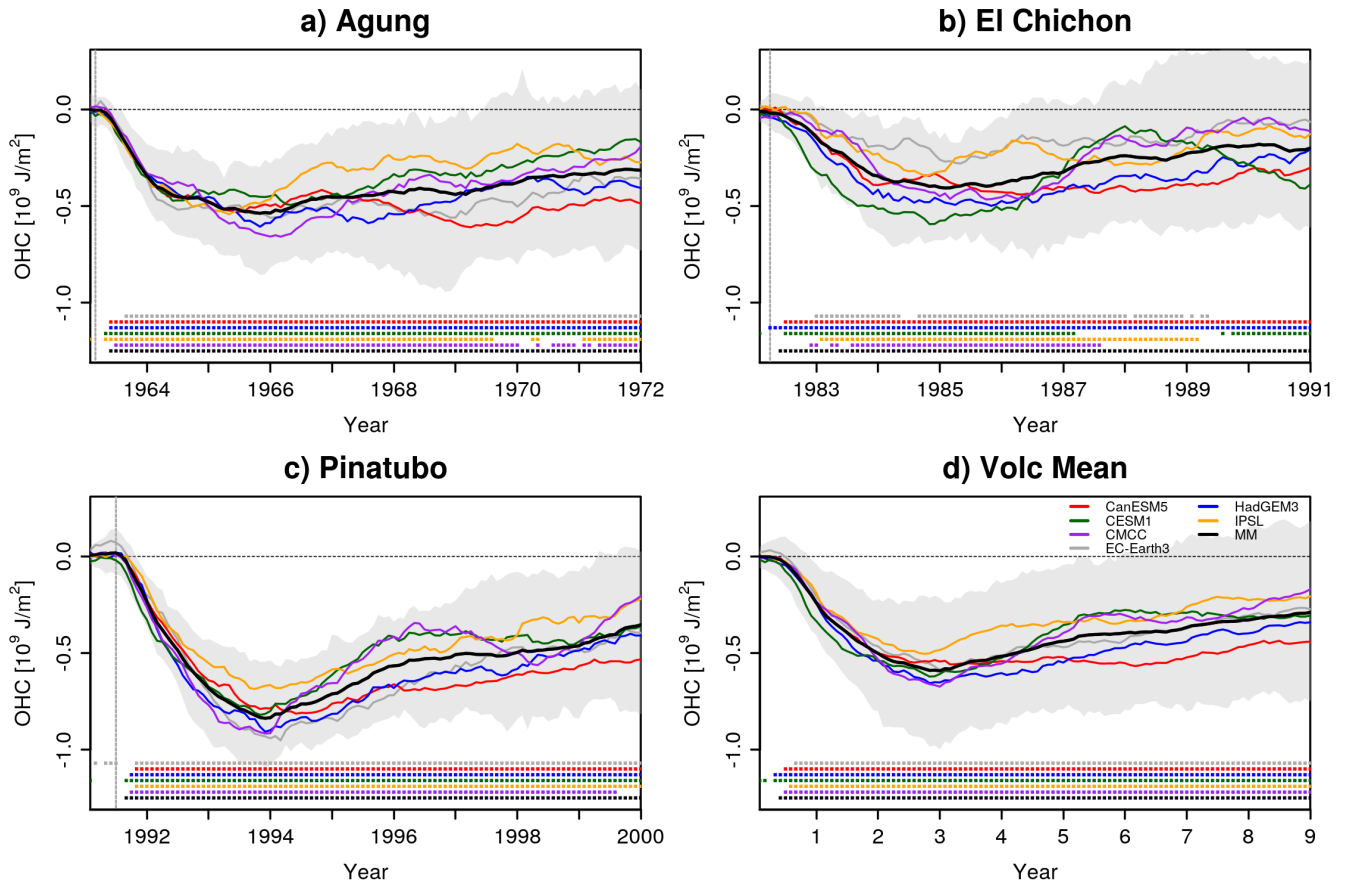 a) Agung
OHC [10⁹ J/m²]
0.0
-0.5
-1.0
1964 1966 1968 1970 1972
Year
b) El Chichon
OHC [10⁹ J/m²]
0.0
-0.5
-1.0
1983 1985 1987 1989 1991
Year
c) Pinatubo
OHC [10⁹ J/m²]
0.0
-0.5
-1.0
1992 1994 1996 1998 2000
Year
d) Volc Mean
OHC [10⁹ J/m²]
0.0
-0.5
-1.0
CanESM5 HadGEM3
CESM1 IPSL
CMCC MM
EC-Earth3
1 2 3 4 5 6 7 8 9
Year